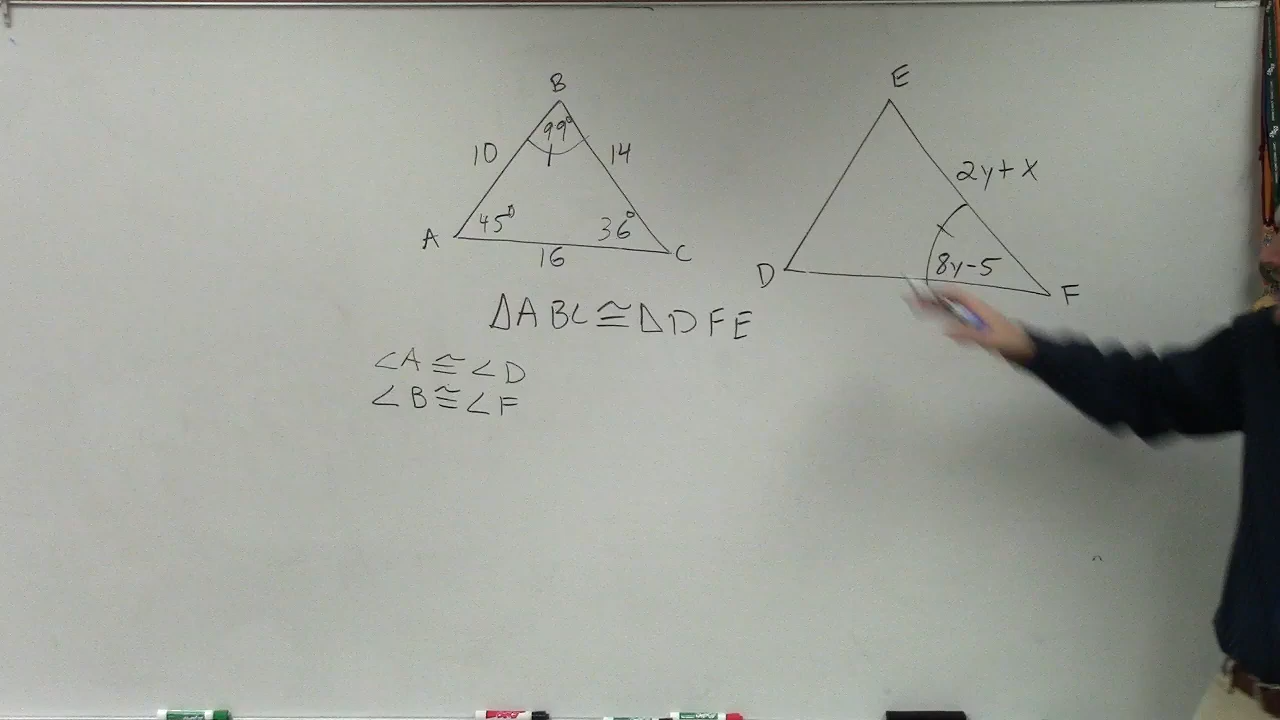 B
99°
10
14
45°
36°
A
C
16
E
2y+x
8y-5
D
F
△ABC≅△DFE
∠A≅∠D
∠B≅∠F